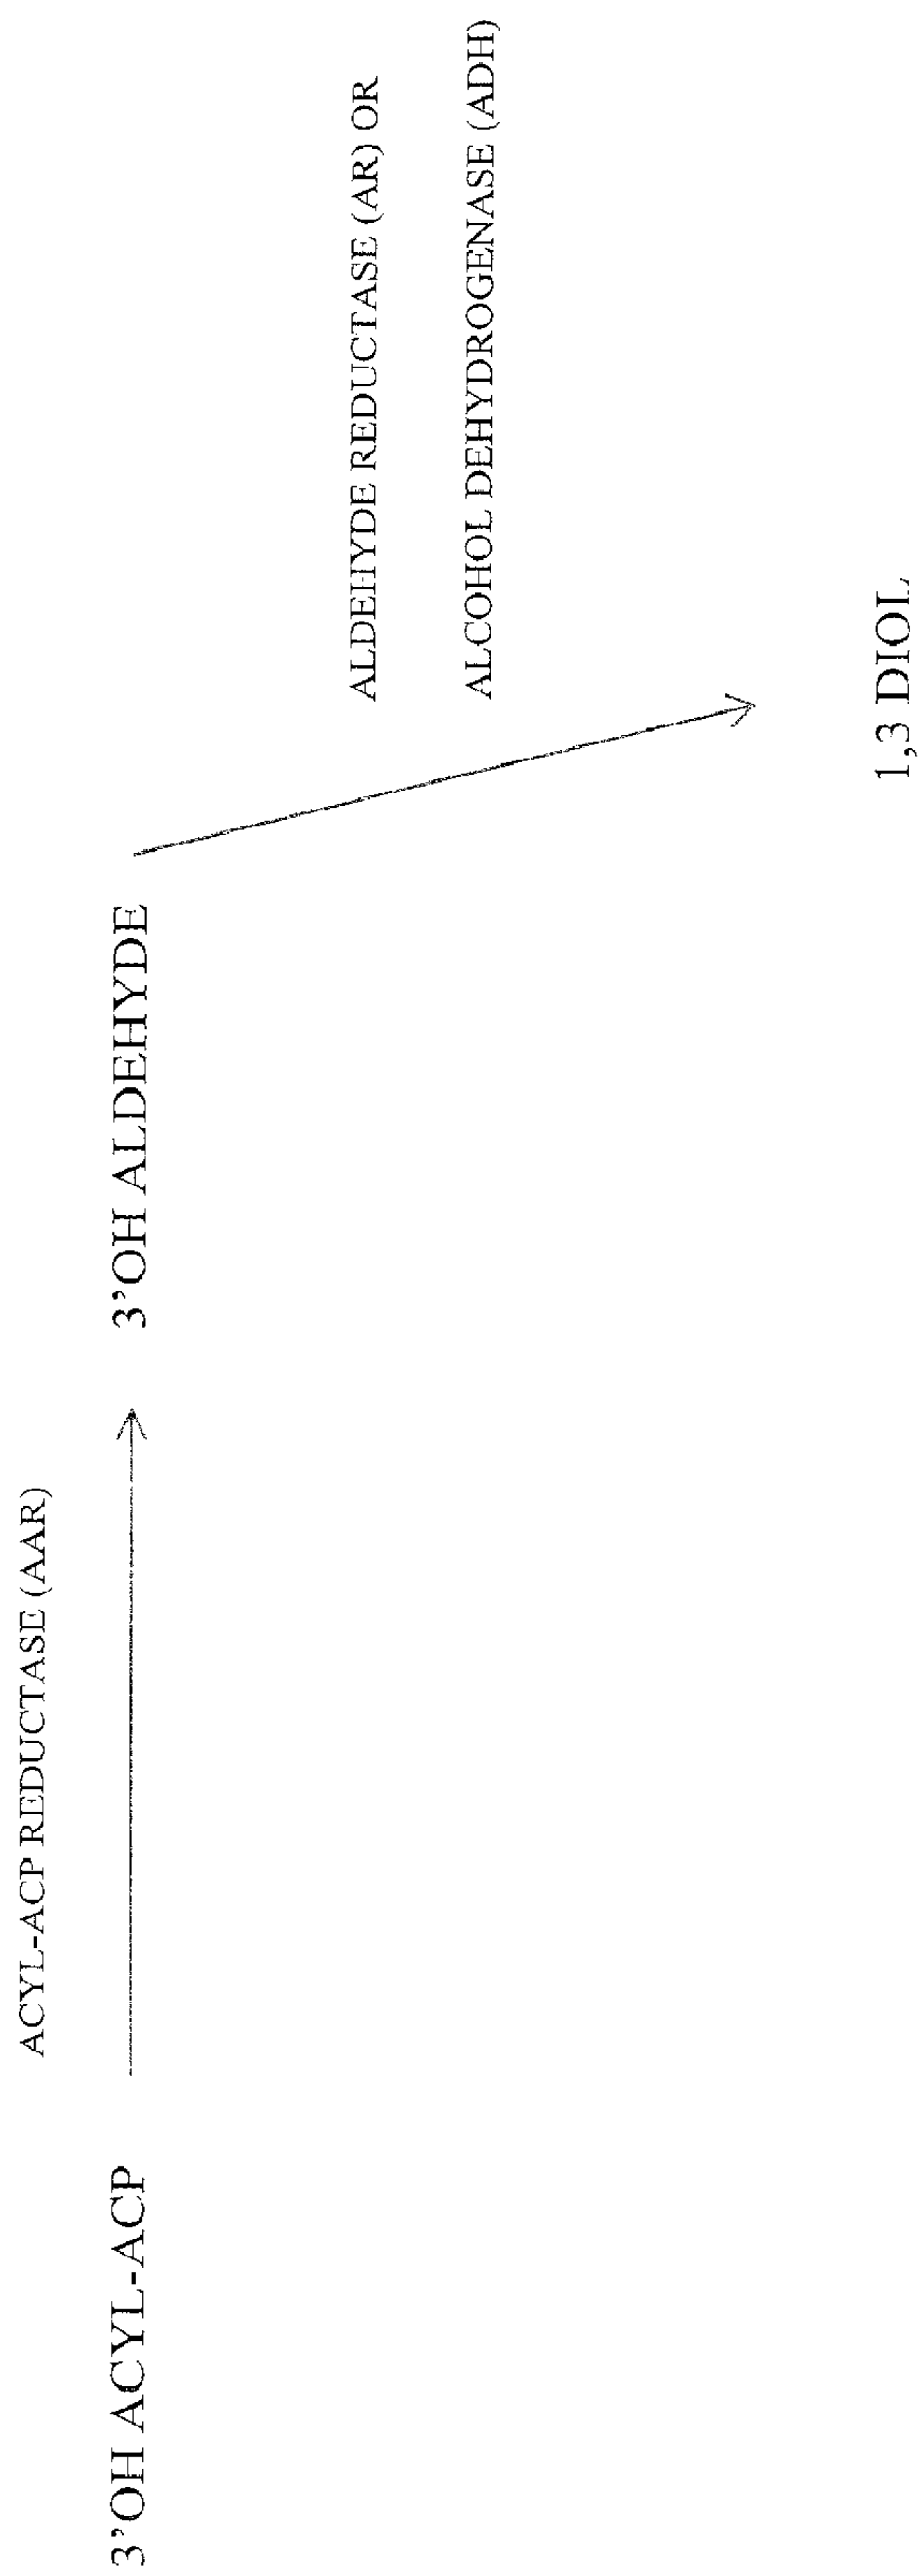 ACYL-ACP REDUCTASE (AAR)
3’OH ACYL-ACP
3’OH ALDEHYDE
ALDEHYDE REDUCTASE (AR) OR
ALCOHOL DEHYDROGENASE (ADH)
1,3 DIOL